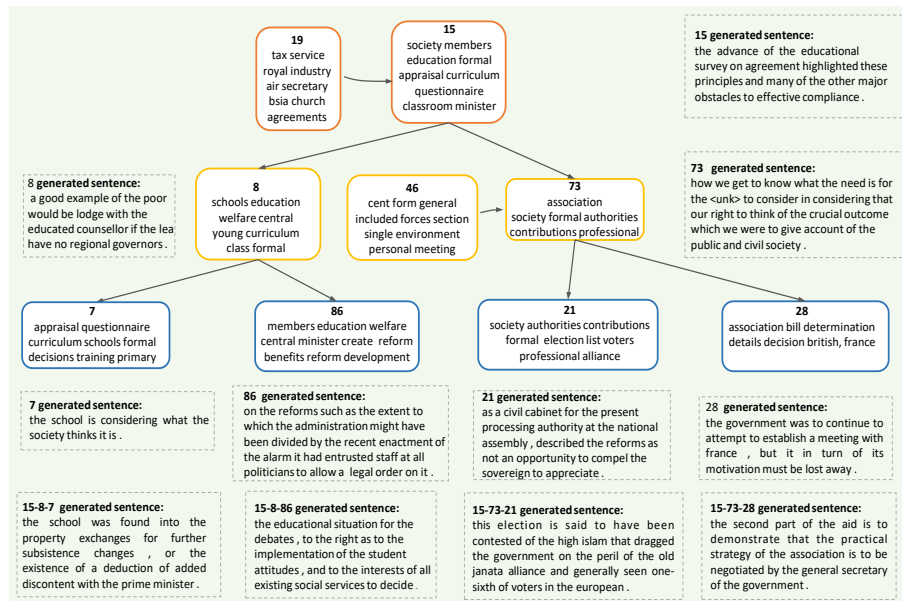 19
tax service
royal industry
air secretary
bsia church
agreements
15
society members
education formal
appraisal curriculum
questionnaire
classroom minister
15 generated sentence:
the advance of the educational
survey on agreement highlighted these
principles and many of the other major
obstacles to effective compliance .
8 generated sentence:
a good example of the poor
would be lodge with the
educated counsellor if the lea
have no regional governors .
8
schools education
welfare central
young curriculum
class formal
46
cent form general
included forces section
single environment
personal meeting
73
association
society formal authorities
contributions professional
73 generated sentence:
how we get to know what the need is for
the <unk> to consider in considering that
our right to think of the crucial outcome
which we were to give account of the
public and civil society .
7
appraisal questionnaire
curriculum schools formal
decisions training primary
86
members education welfare
central minister create reform
benefits reform development
21
society authorities contributions
formal election list voters
professional alliance
28
association bill determination
details decision british, france
7 generated sentence:
the school is considering what the
society thinks it is .
86 generated sentence:
on the reforms such as the extent to
which the administration might have
been divided by the recent enactment of
the alarm it had entrusted staff at all
politicians to allow a legal order on it .
21 generated sentence:
as a civil cabinet for the present
processing authority at the national
assembly , described the reforms as
not an opportunity to compel the
sovereign to appreciate .
28 generated sentence:
the government was to continue to
attempt to establish a meeting with
france , but it in turn of its
motivation must be lost away .
15-8-7 generated sentence:
the school was found into the
property exchanges for further
subsistence changes , or the
existence of a deduction of added
discontent with the prime minister .
15-8-86 generated sentence:
the educational situation for the
debates , to the right as to the
implementation of the student
attitudes , and to the interests of all
existing social services to decide .
15-73-21 generated sentence:
this election is said to have been
contested of the high islam that dragged
the government on the peril of the old
janata alliance and generally seen one-
sixth of voters in the european .
15-73-28 generated sentence:
the second part of the aid is to
demonstrate that the practical
strategy of the association is to be
negotiated by the general secretary
of the government .